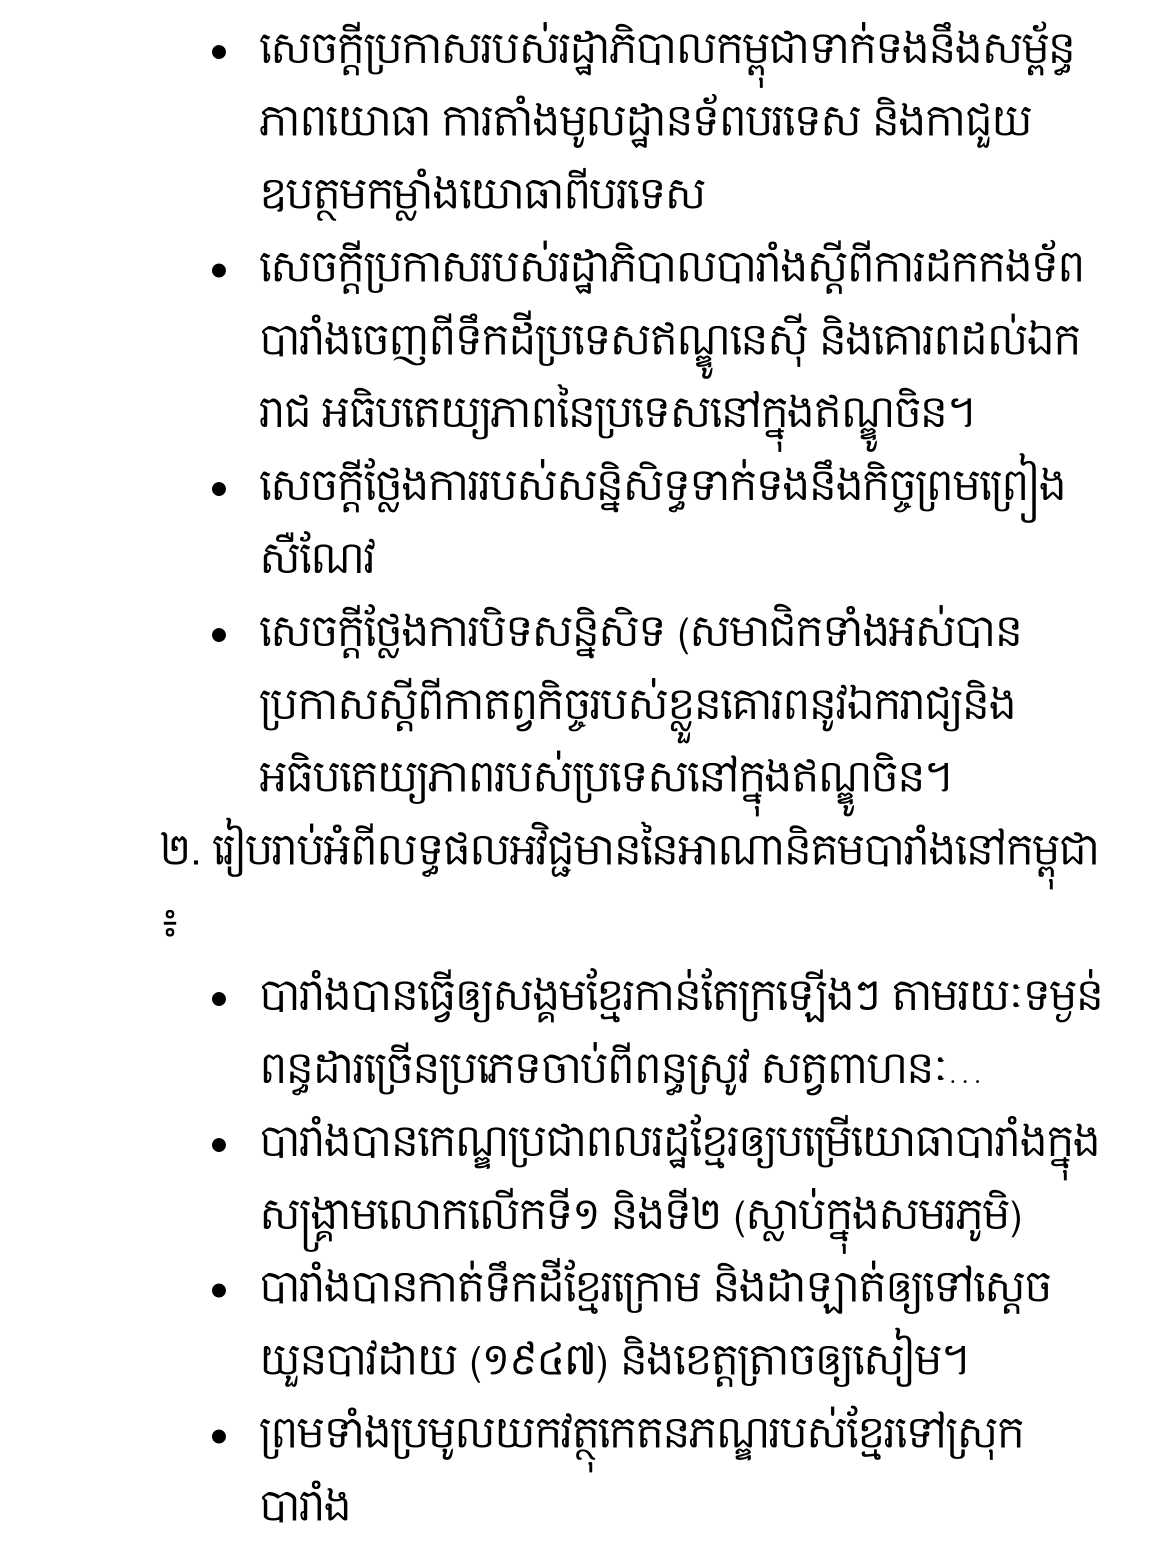 • សេចក្តីប្រកាសរបស់រដ្ឋាភិបាលកម្ពុជាទាក់ទងនឹងសម្ព័ន្ធ
ភាពយោធា ការតាំងមូលដ្ឋានទ័ពបរទេស និងកាជួយ
ឧបត្ថមកម្លាំងយោធាពីបរទេស
• សេចក្តីប្រកាសរបស់រដ្ឋាភិបាលបារាំងស្តីពីការដកកងទ័ព
បារាំងចេញពីទឹកដីប្រទេសឥណ្ឌូនេស៊ី និងគោរពដល់ឯក
រាជ អធិបតេយ្យភាពនៃប្រទេសនៅក្នុងឥណ្ឌូចិន។
• សេចក្តីថ្លែងការរបស់សន្និសិទ្ធទាក់ទងនឹងកិច្ចព្រមព្រៀង
សឺណែវ
• សេចក្តីថ្លែងការបិទសន្និសិទ (សមាជិកទាំងអស់បាន
ប្រកាសស្តីពីកាតព្វកិច្ចរបស់ខ្លួនគោរពនូវឯករាជ្យនិង
អធិបតេយ្យភាពរបស់ប្រទេសនៅក្នុងឥណ្ឌូចិន។
២. រៀបរាប់អំពីលទ្ធផលអវិជ្ជមាននៃអាណានិគមបារាំងនៅកម្ពុជា
៖
• បារាំងបានធ្វើឲ្យសង្គមខ្មែរកាន់តែក្រឡើងៗ តាមរយៈទម្ងន់
ពន្ធដារច្រើនប្រភេទចាប់ពីពន្ធស្រូវ សត្វពាហនៈ...
• បារាំងបានកេណ្ឌប្រជាពលរដ្ឋខ្មែរឲ្យបម្រើយោធាបារាំងក្នុង
សង្គ្រាមលោកលើកទី១ និងទី២ (ស្លាប់ក្នុងសមរភូមិ)
• បារាំងបានកាត់ទឹកដីខ្មែរក្រោម និងដាឡាត់ឲ្យទៅស្តេច
យួនបាវដាយ (១៩៤៧) និងខេត្តត្រាចឲ្យសៀម។
• ព្រមទាំងប្រមូលយកវត្ថុកេតនភណ្ឌរបស់ខ្មែរទៅស្រុក
បារាំង